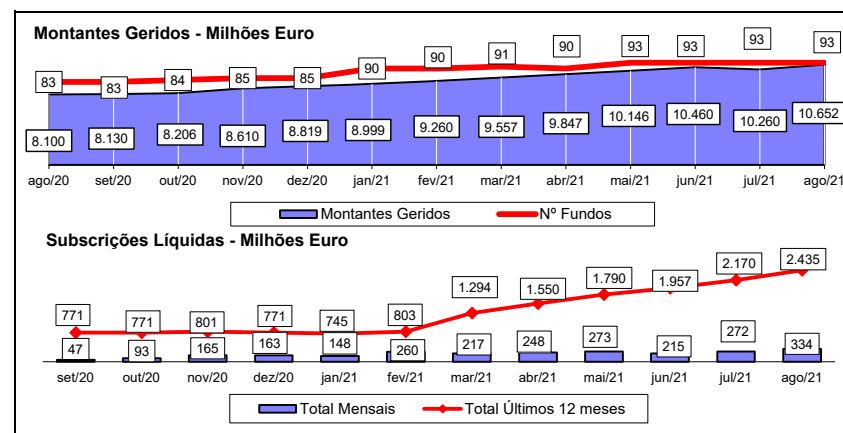 Montantes Geridos - Milhões Euro
83 83 84 85 85 90 90 91 90 93 93 93 93
8.100 8.130 8.206 8.610 8.819 8.999 9.260 9.557 9.847 10.146 10.460 10.260 10.652
ago/20 set/20 out/20 nov/20 dez/20 jan/21 fev/21 mar/21 abr/21 mai/21 jun/21 jul/21 ago/21
Montantes Geridos Nº Fundos
Subscrições Líquidas - Milhões Euro
771 771 801 771 745 803 1.294 1.550 1.790 1.957 2.170 2.435
47 93 165 163 148 260 217 248 273 215 272 334
set/20 out/20 nov/20 dez/20 jan/21 fev/21 mar/21 abr/21 mai/21 jun/21 jul/21 ago/21
Total Mensais Total Últimos 12 meses